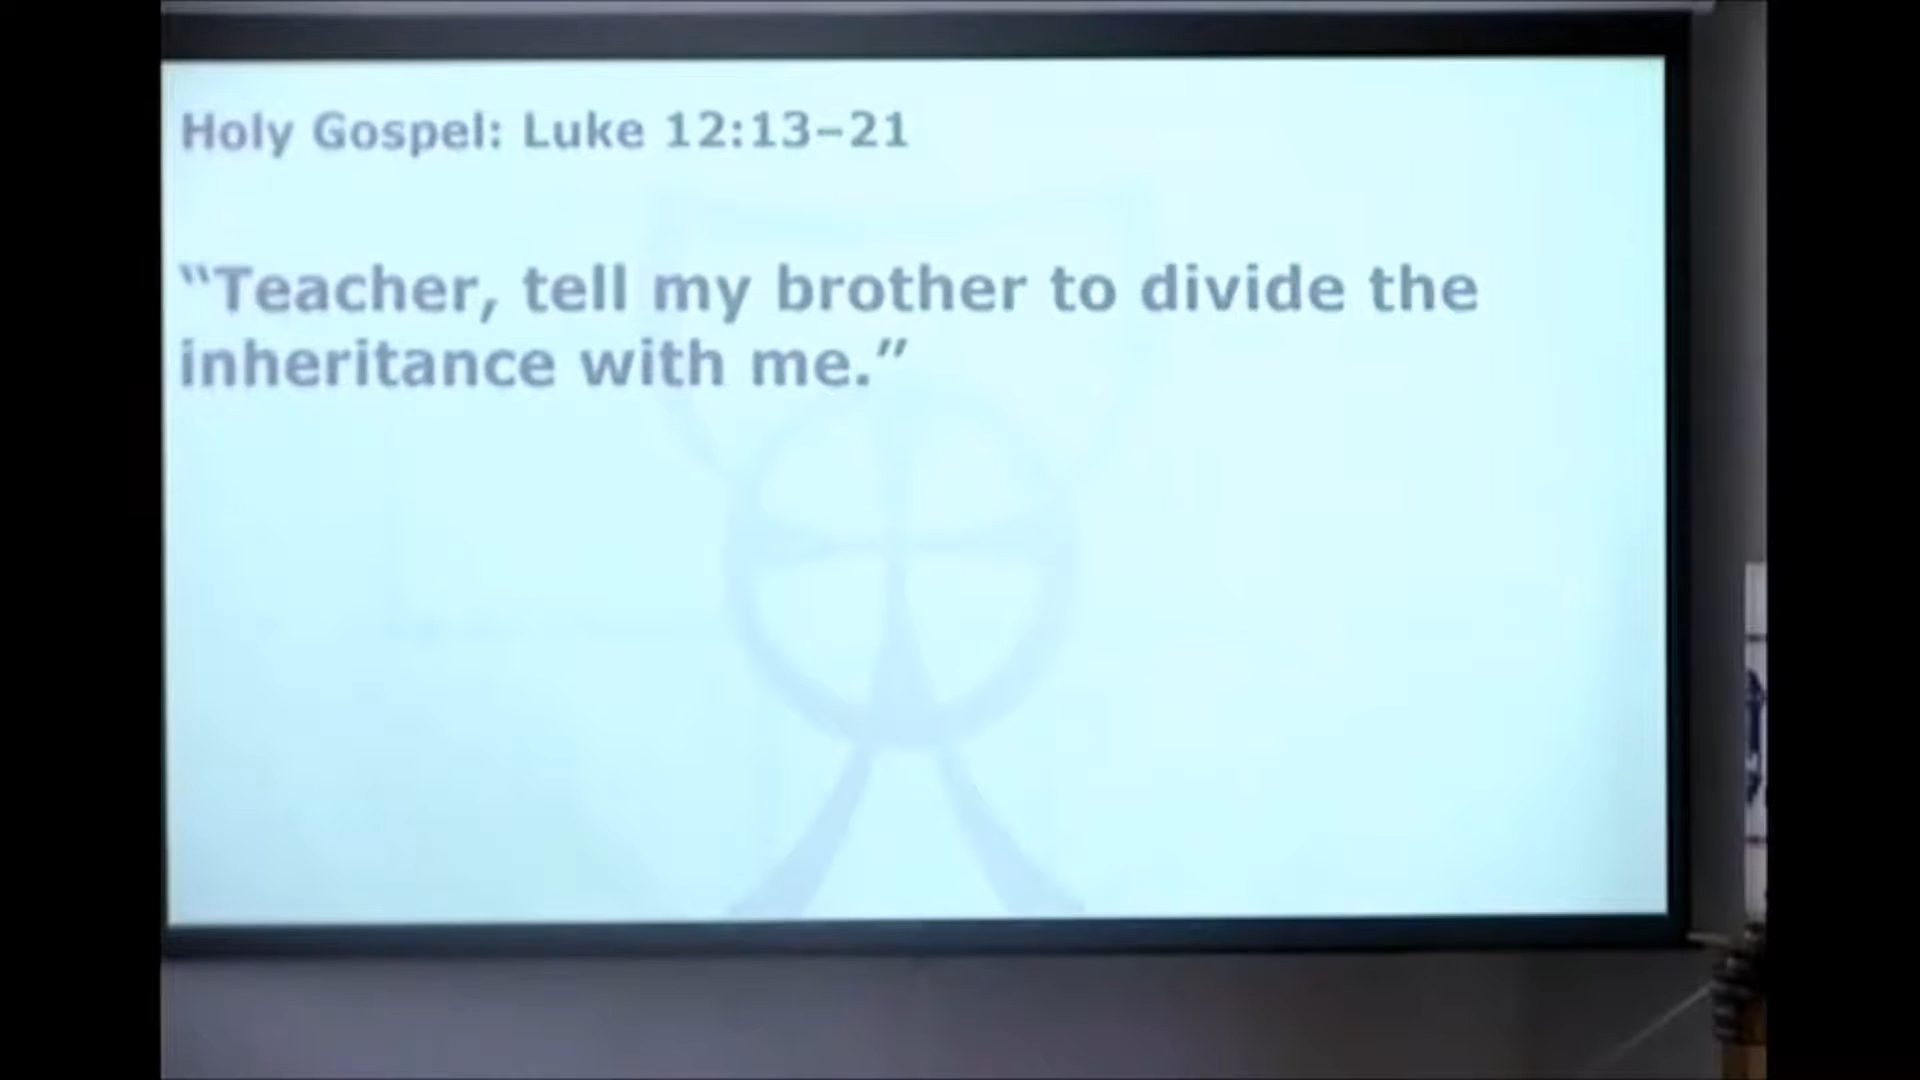 Holy Gospel: Luke 12:13–21
“Teacher, tell my brother to divide the
inheritance with me.”